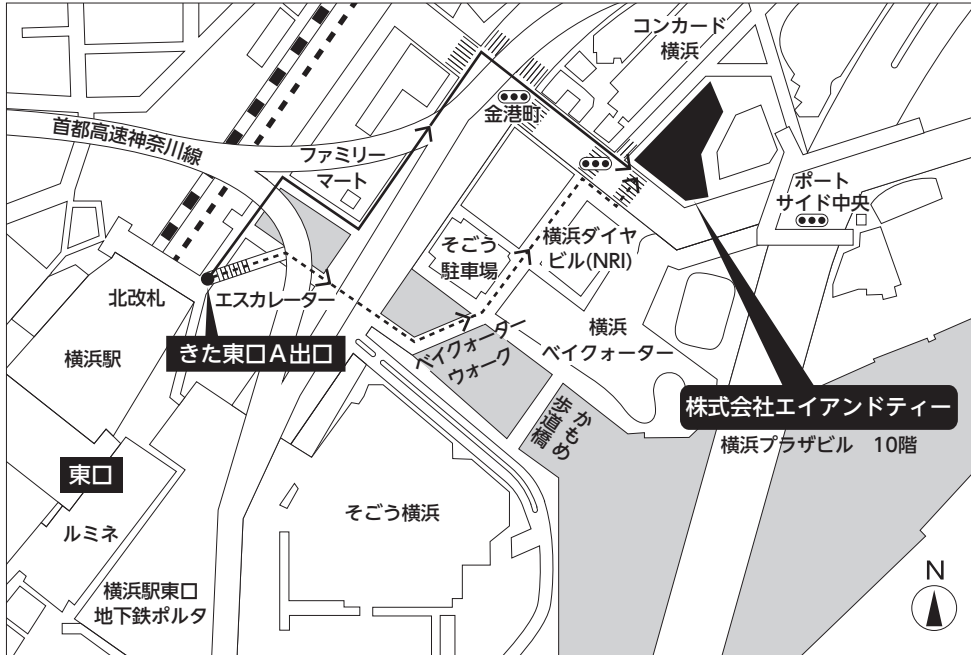 コンカード
横浜
首都高速神奈川線
金港町
ファミリー
マート
ポート
サイド中央
そごう
駐車場
横浜ダイヤ
ビル(NRI)
北改札
エスカレーター
横浜駅
きた東口A出口
ベイクォーター
ウォーク
横浜
ベイクォーター
株式会社エイアンドティー
横浜プラザビル 10階
かもめ
歩道橋
東口
ルミネ
そごう横浜
横浜駅東口
地下鉄ポルタ
N